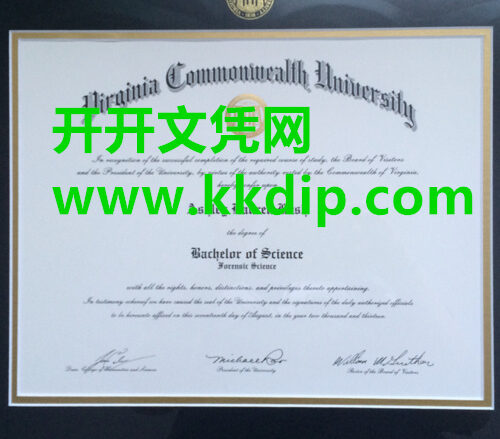 Virginia Commonwealth University
开开文凭网
In recognition of the successful completion of the required course of study, the Board of Visitors
and the President of the University, by virtue of the authority vested by the Commonwealth of Virginia,
hereby confer upon
www.kkdip.com
Ashley
the degree of
Bachelor of Science
Forensic Science
with all the rights, honors, distinctions, and privileges thereto appertaining.
In testimony whereof we have caused the seal of the University and the signatures of the duly authorized officials
to be hereunto affixed on this seventeenth day of August, in the year two thousand and thirteen.
Dean, College of Humanities and Sciences
President of the University
Rector of the Board of Visitors